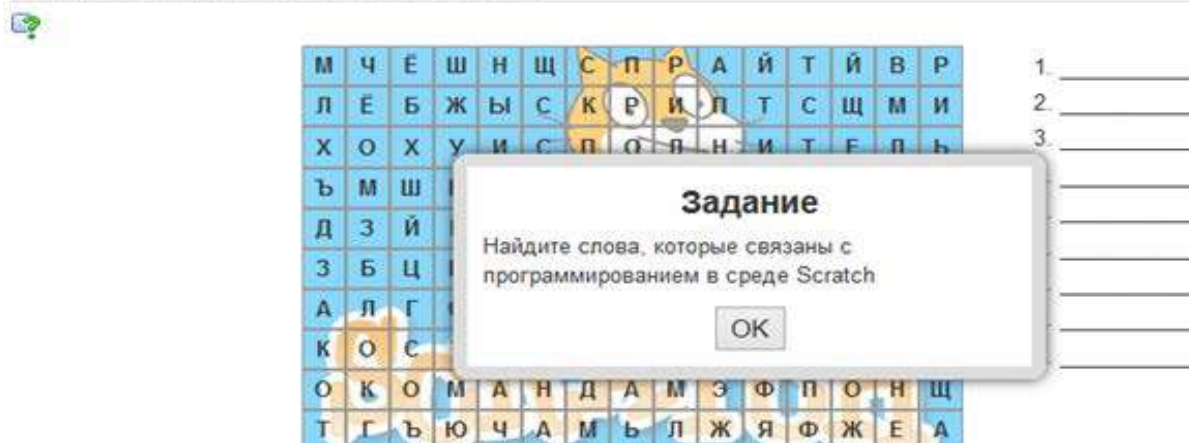 М Ч Ё Ш Н Щ С П Р А Й Т Й В Р
1.
Л Ё Б Ж Ы С К Р И П Т С Щ М И
2.
Х О Х У И С П О Л Н И Т Е Л Ь
3.
Ъ М Ш
Задание
Д З Й
Найдите слова, которые связаны с
З Б Ц
программированием в среде Scratch
А Л Г
OK
К О С
О К О М А Н Д А М Э Ф П О Н Щ
Т Г Ъ Ю Ч А М Ь Л Ж Я Ф Ж Е А